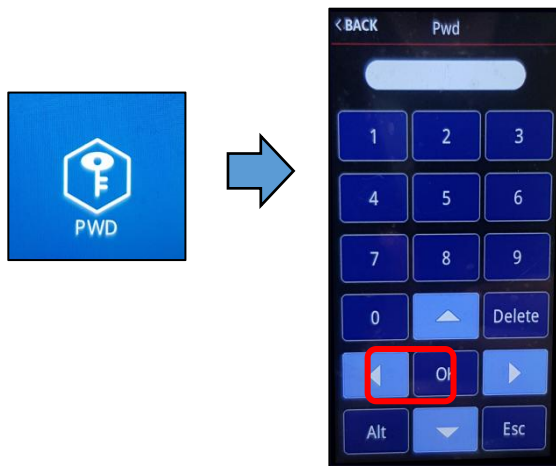 PWD
< BACK Pwd
1 2 3
4 5 6
7 8 9
0 Delete
OK
Alt Esc